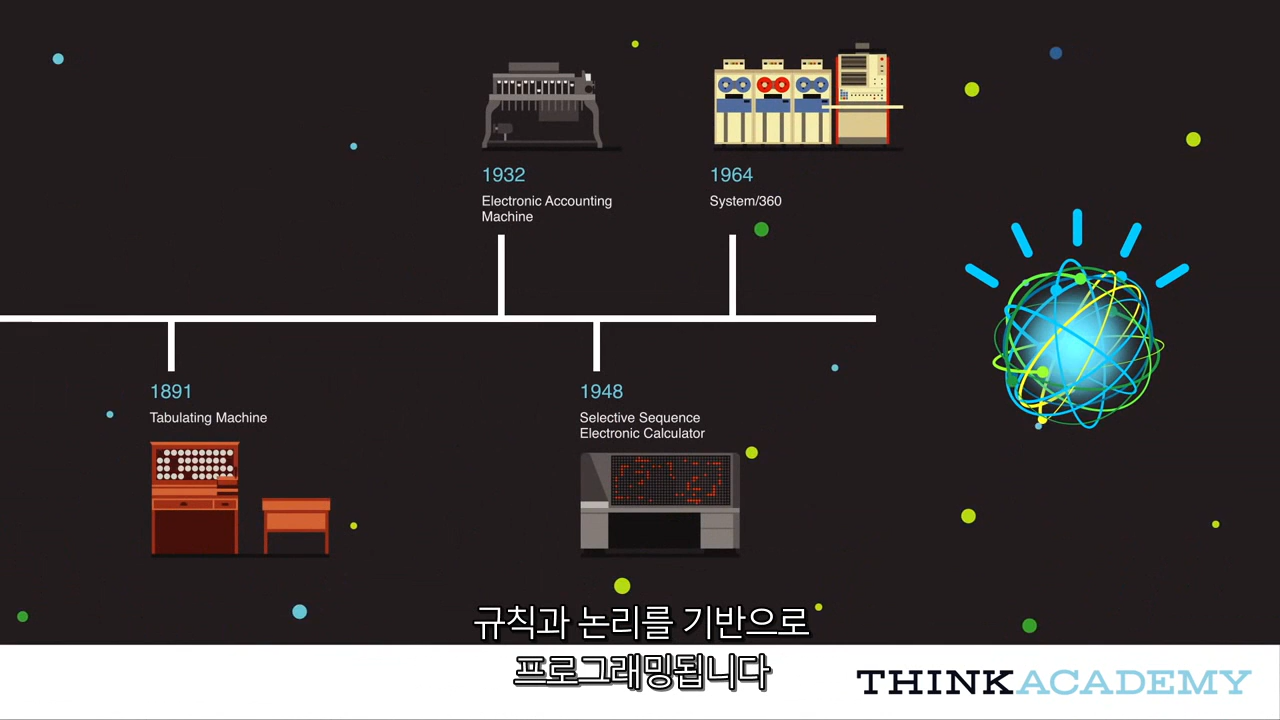 1932
Electronic Accounting
Machine
1964
System/360
1891
Tabulating Machine
1948
Selective Sequence
Electronic Calculator
규칙과 논리를 기반으로
프로그래밍됩니다
THINKACADEMY